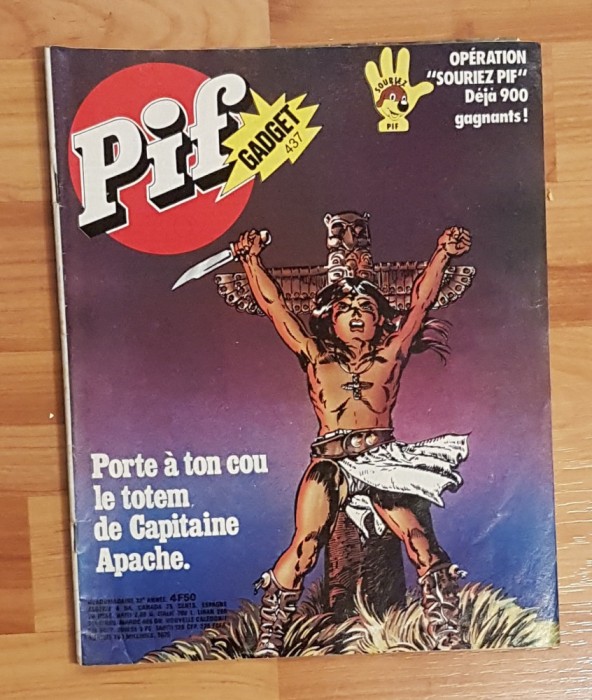 Pif
GADGET
437
OPÉRATION
"SOURIEZ PIF"
Déjà 900
gagnants !
SOURIEZ
PIF
Porte à ton cou
le totem
de Capitaine
Apache.
4F50